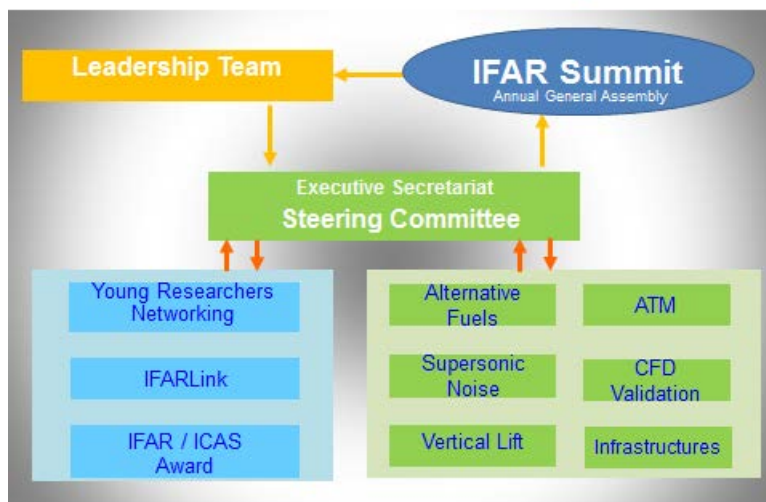 Leadership Team
IFAR Summit
Annual General Assembly
Executive Secretariat
Steering Committee
Young Researchers
Networking
IFARLink
IFAR / ICAS
Award
Alternative
Fuels
ATM
Supersonic
Noise
CFD
Validation
Vertical Lift
Infrastructures